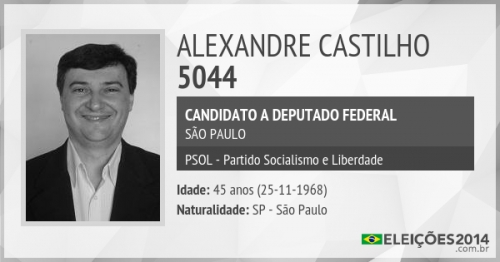 ALEXANDRE CASTILHO
5044
CANDIDATO A DEPUTADO FEDERAL
SÃO PAULO
PSOL - Partido Socialismo e Liberdade
Idade: 45 anos (25-11-1968)
Naturalidade: SP - São Paulo
ELEIÇÕES2014
.com.br